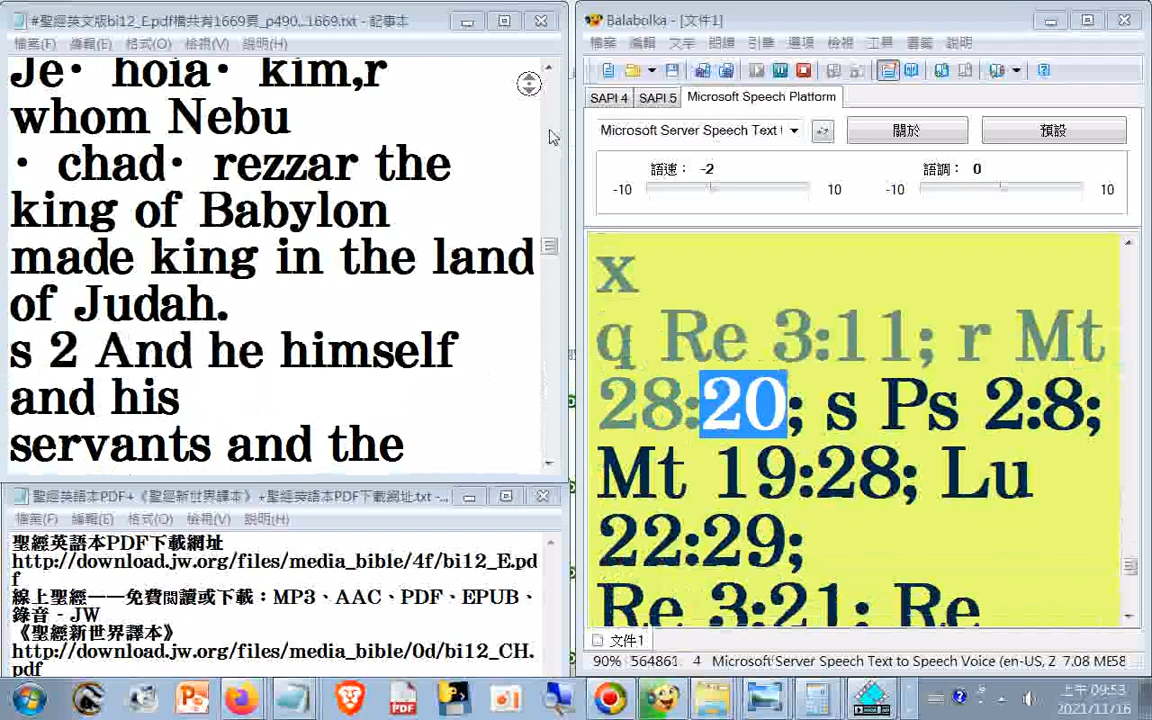 #聖經英文版bi12_E.pdf檔共有1669頁_p490,..1669.txt - 記事本
檔案(F) 編輯(E) 格式(O) 檢視(V) 說明(H)
Je· hoia· kim,r
whom Nebu
· chad· rezzar the
king of Babylon
made king in the land
of Judah.
s 2 And he himself
and his
servants and the
聖經英語本PDF+《聖經新世界譯本》+聖經英語本PDF下載網址.txt - ...
檔案(F) 編輯(E) 格式(O) 檢視(V) 說明(H)
聖經英語本PDF下載網址
http://download.jw.org/files/media_bible/4f/bi12_E.pd
f
線上聖經——免費閱讀或下載：MP3、AAC、PDF、EPUB、
錄音 - JW
《聖經新世界譯本》
http://download.jw.org/files/media_bible/0d/bi12_CH.
pdf
Balabolka - [文件1]
檔案 編輯 文字 朗讀 引擎 選項 檢視 工具 書籤 說明
SAPI 4 SAPI 5 Microsoft Speech Platform
Microsoft Server Speech Text 關於 預設
語速： -2 語調： 0
-10 10 -10 10
x
q Re 3:11; r Mt
28:20; s Ps 2:8;
Mt 19:28; Lu
22:29;
Re 3:21; Re
文件1
90% 564861 4 Microsoft Server Speech Text to Speech Voice (en-US, Z 7.08 ME58
上午 09:53
2021/11/16